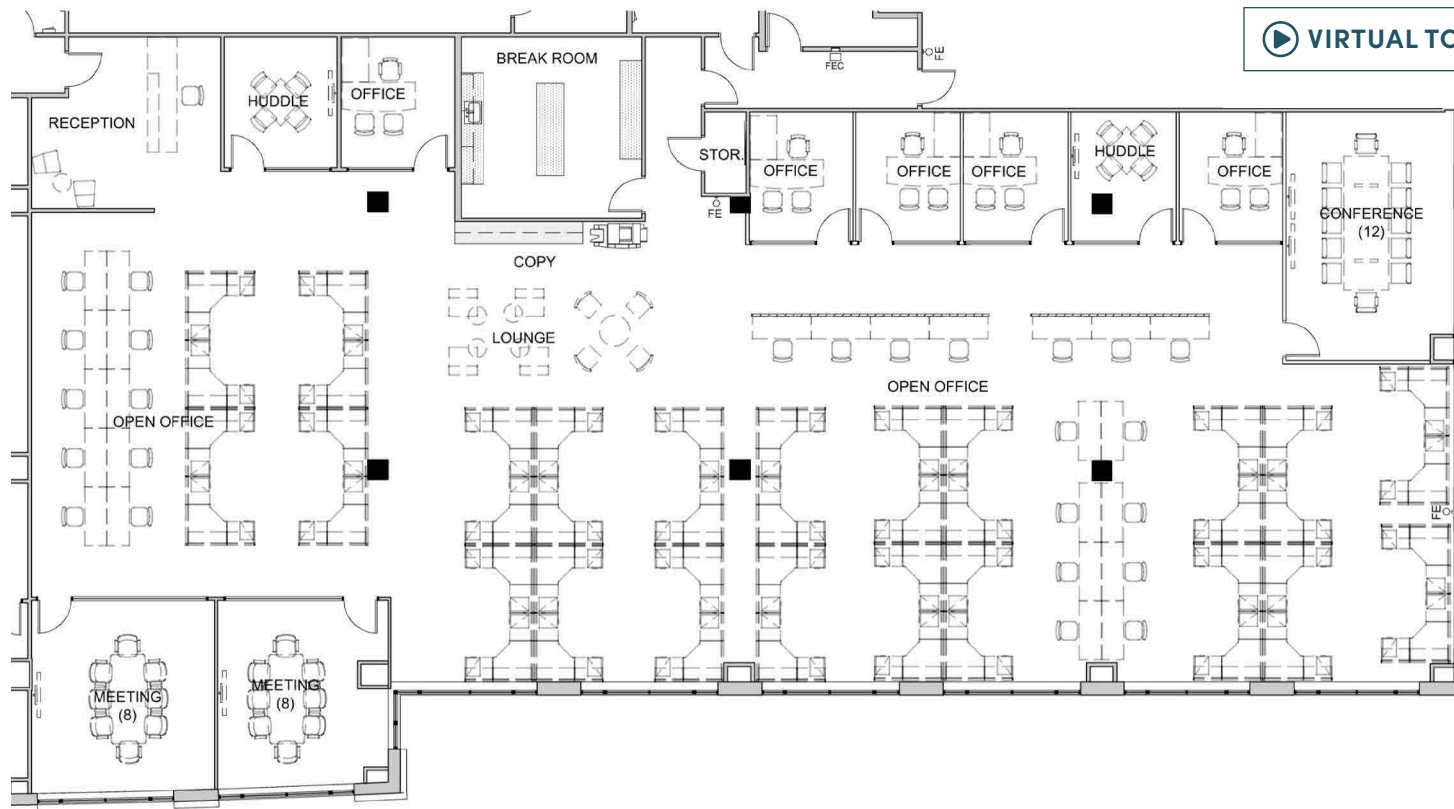 VIRTUAL TO
FE
FEC
BREAK ROOM
HUDDLE
OFFICE
RECEPTION
STOR.
OFFICE
OFFICE
OFFICE
HUDDLE
OFFICE
FE
CONFERENCE
(12)
COPY
LOUNGE
OPEN OFFICE
OPEN OFFICE
FE
MEETING
(8)
MEETING
(8)